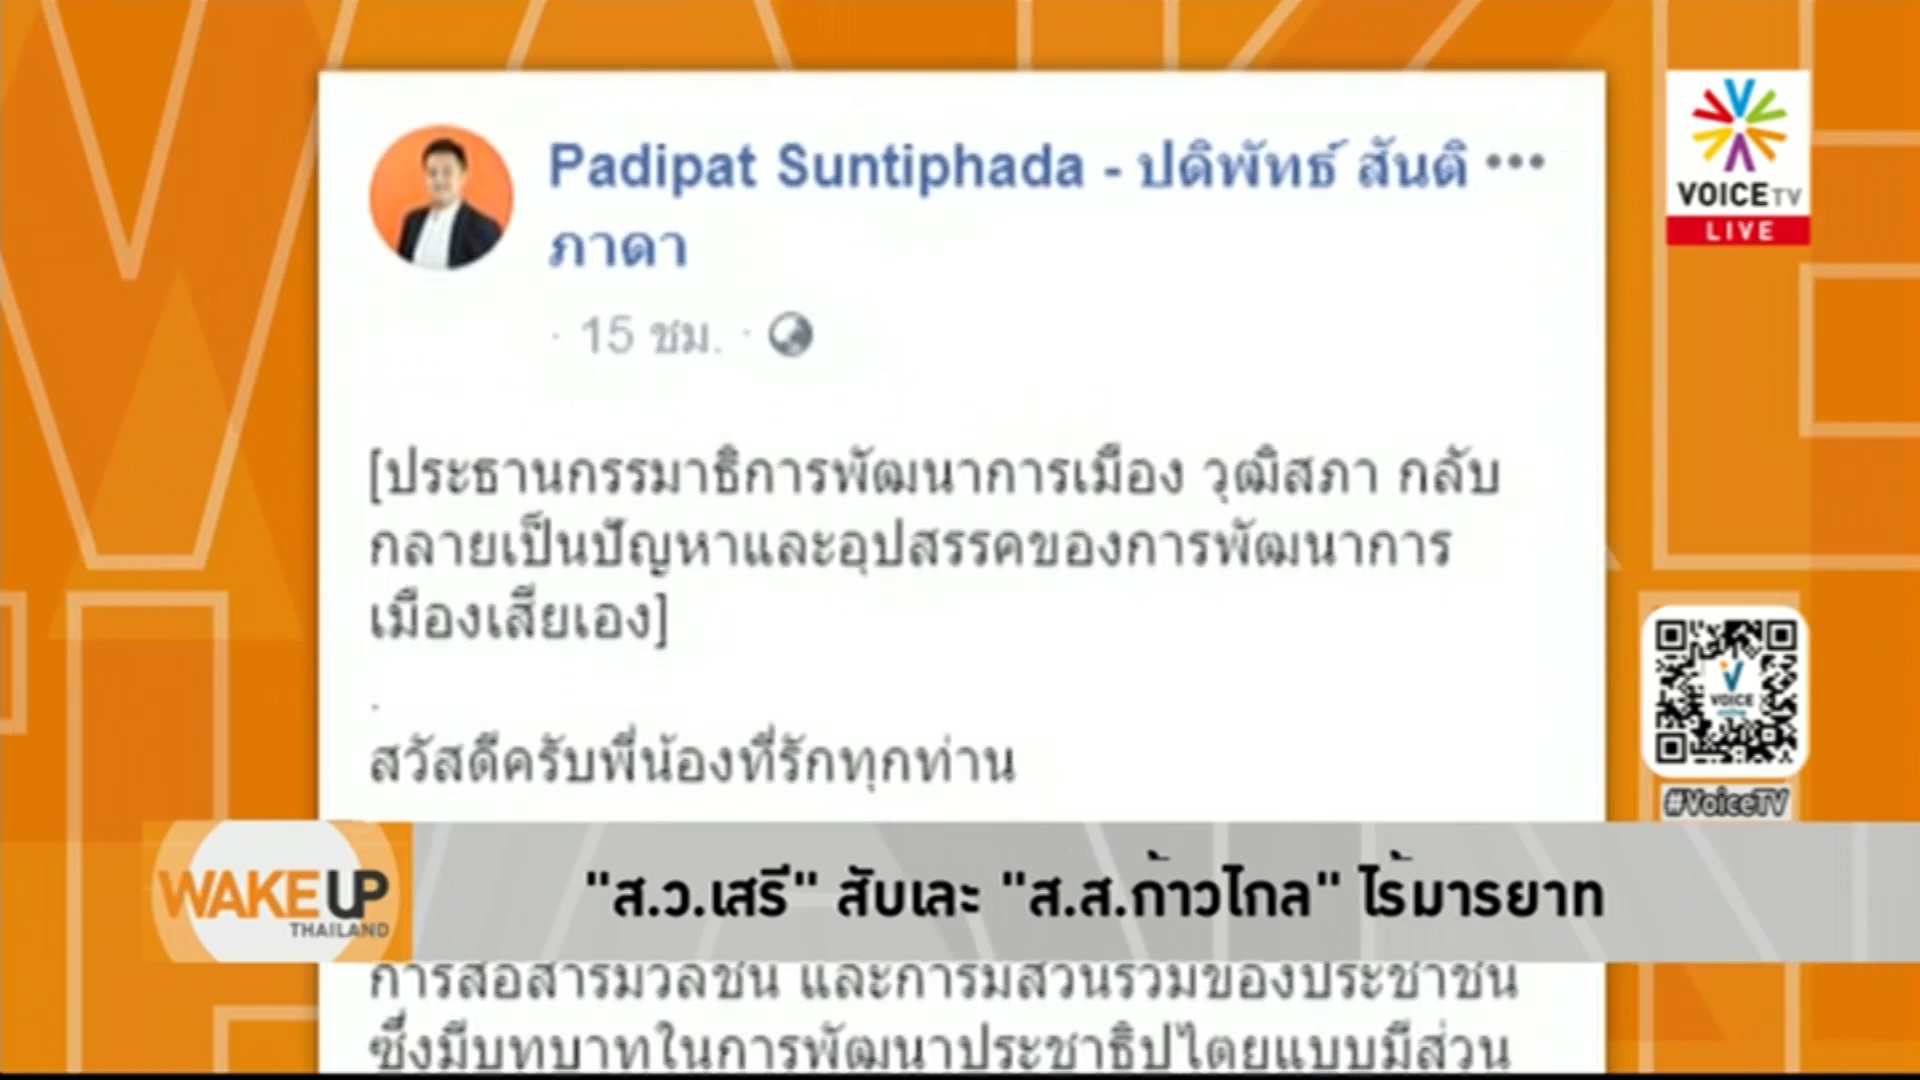 Padipat Suntiphada - ปดิพัทธ์ สันติ
ภาดา
· 15 ชม. ·
[ประธานกรรมาธิการพัฒนาการเมือง วุฒิสภา กลับ
กลายเป็นปัญหาและอุปสรรคของการพัฒนาการ
เมืองเสียเอง]
.
สวัสดีครับพี่น้องที่รักทุกท่าน
การสื่อสารมวลชน และการมีส่วนร่วมของประชาชน
ซึ่งมีบทบาทในการพัฒนาประชาธิปไตยแบบมีส่วน
VOICE TV
LIVE
VOICE
#VoiceTV
WAKE UP
THAILAND
"ส.ว.เสรี" สับเละ "ส.ส.ก้าวไกล" ไร้มารยาท